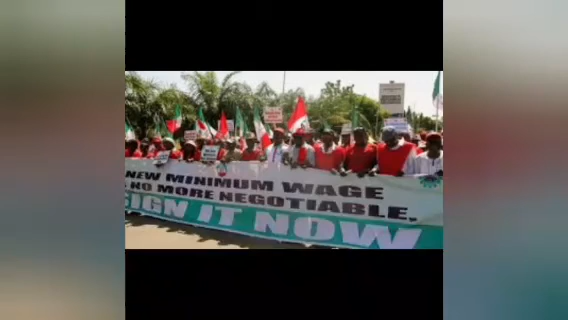 NEW MINIMUM WAGE
NO MORE NEGOTIABLE.
SIGN IT NOW